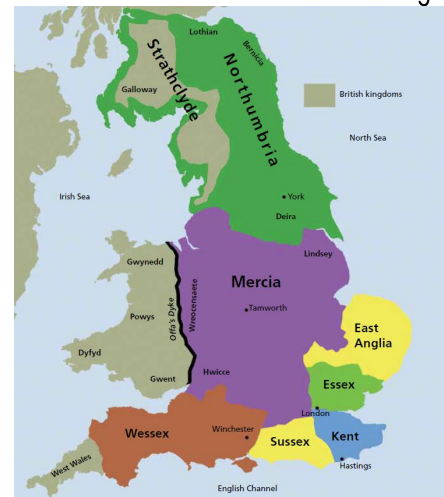 g
Lothian
Bernicia
Strathclyde
Northumbria
Galloway
British kingdoms
North Sea
Irish Sea
York
Deira
Lindsey
Gwynedd
Offa's Dyke
Wreocensaete
Mercia
Tamworth
Powys
East
Anglia
Dyfyd
Gwent
Hwicce
Essex
London
Wessex
Winchester
Sussex
Kent
West Wales
Hastings
English Channel